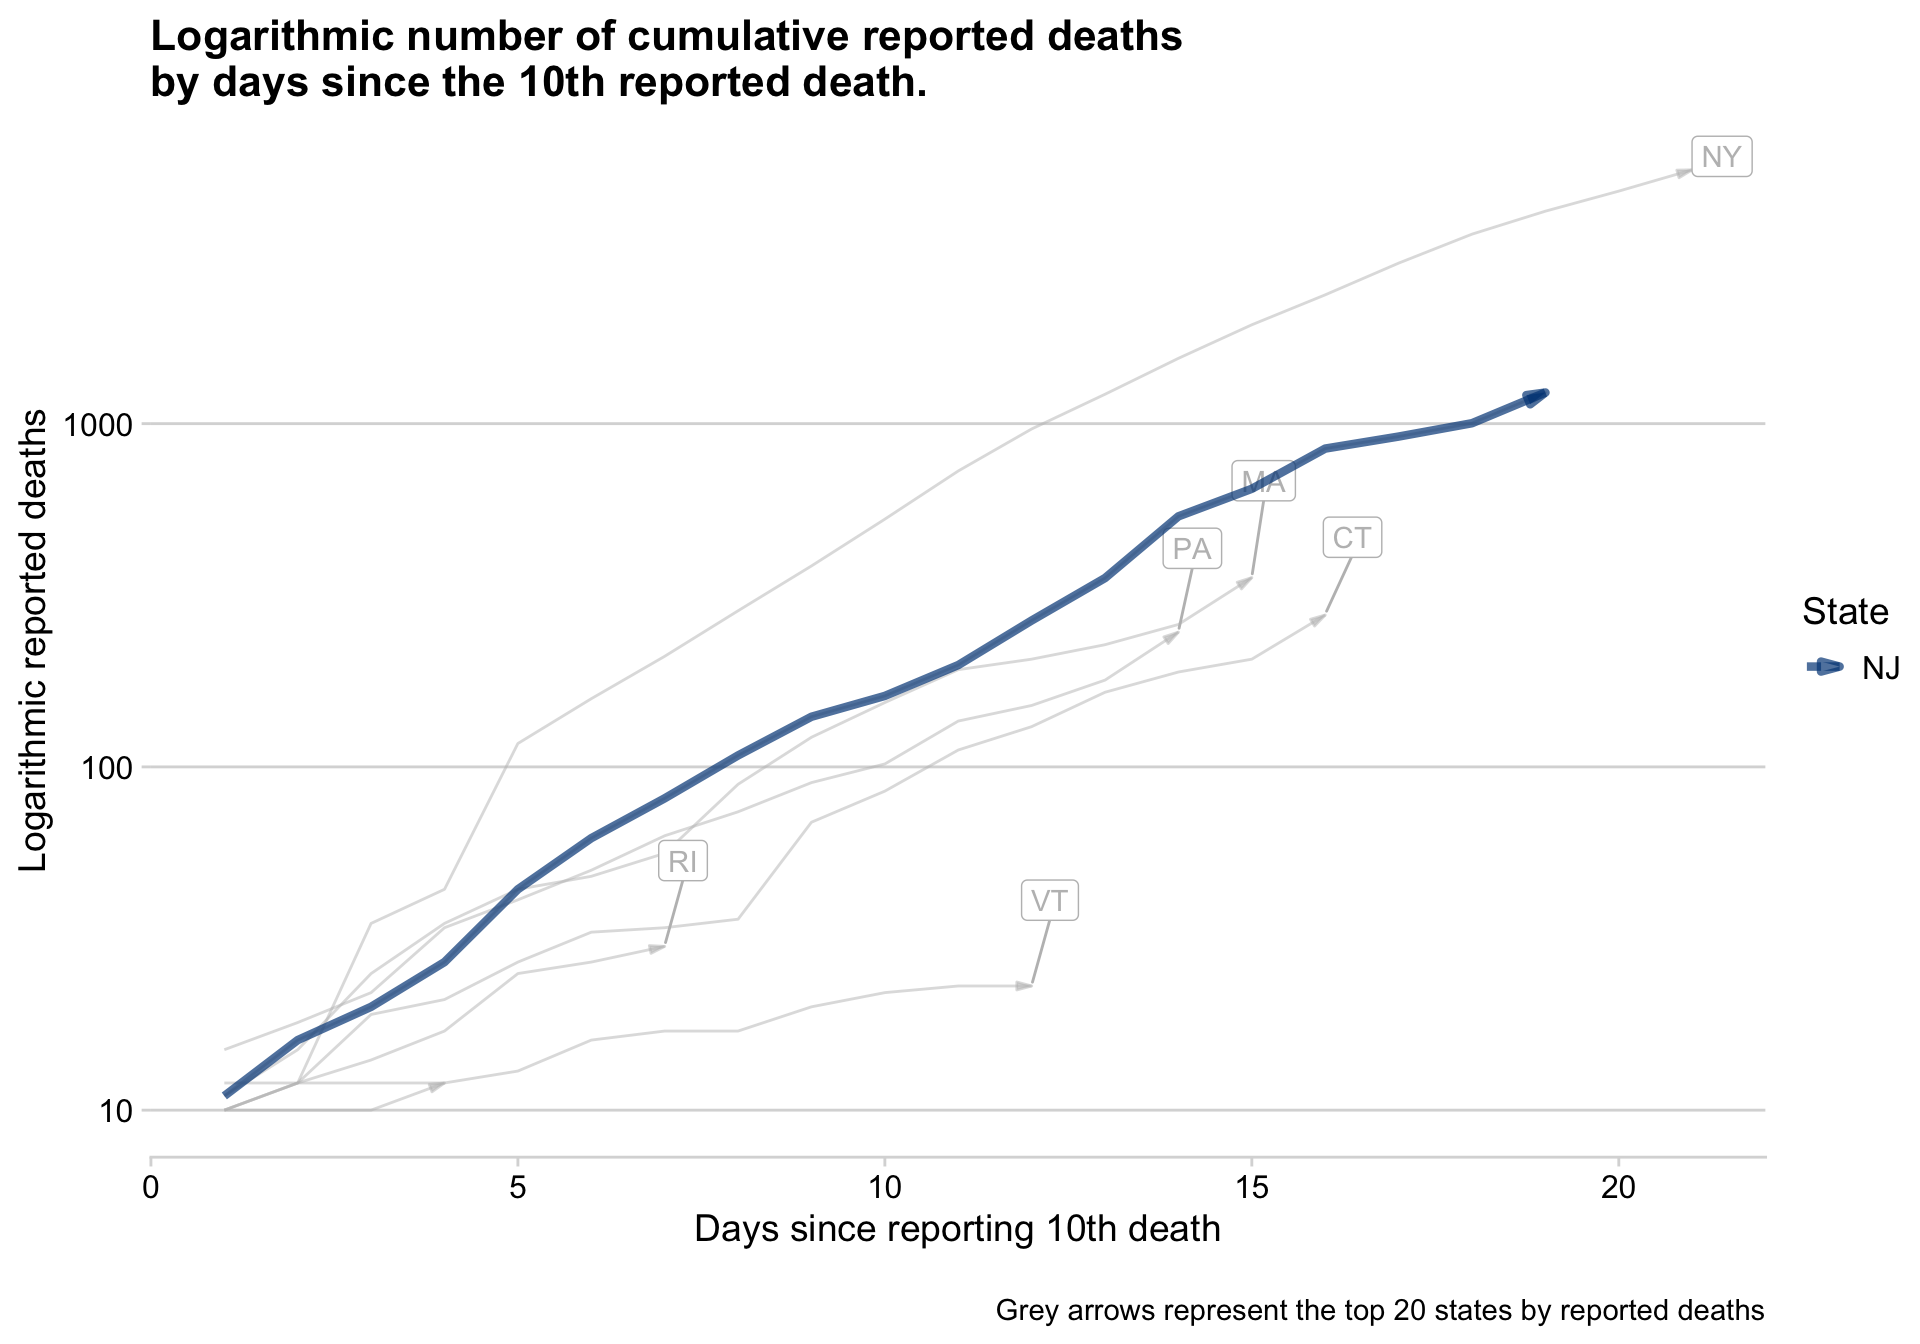 Logarithmic number of cumulative reported deaths
by days since the 10th reported death.
NY
1000
MA
CT
PA
State
NJ
100
RI
VT
10
Logarithmic reported deaths
0 5 10 15 20
Days since reporting 10th death
Grey arrows represent the top 20 states by reported deaths